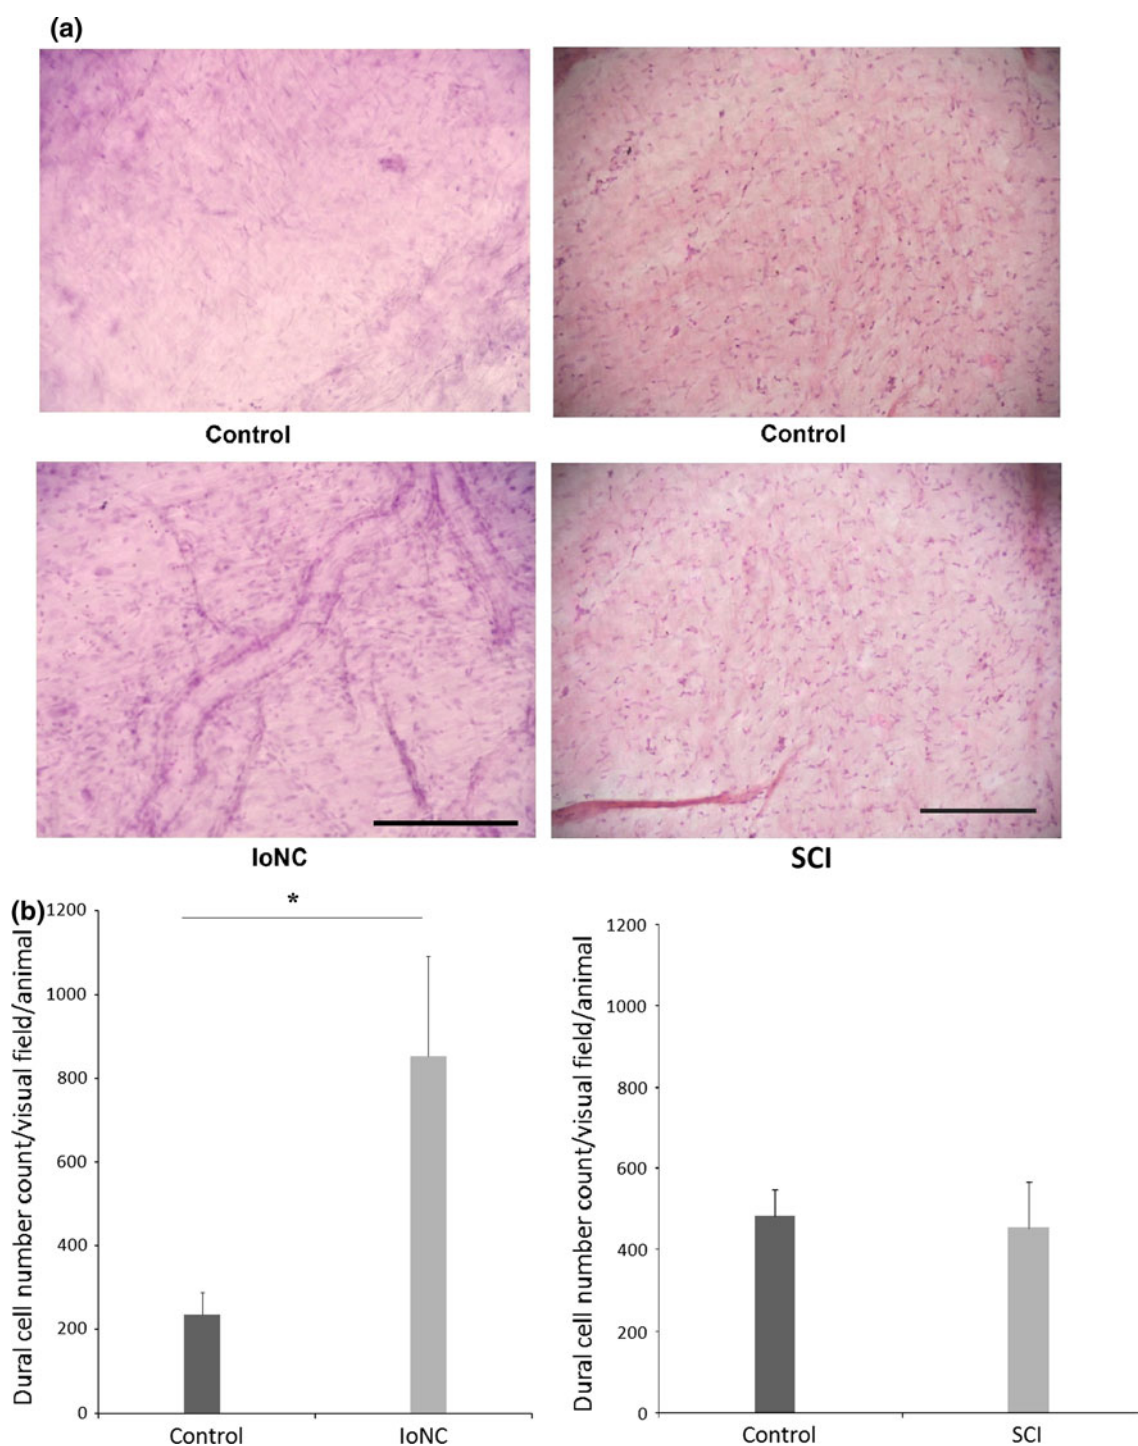 (a)
Control
Control
IoNC
SCI
(b)
Dural cell number count/visual field/animal
1200
1000
800
600
400
200
0
*
Control
IoNC
Dural cell number count/visual field/animal
1200
1000
800
600
400
200
0
Control
SCI